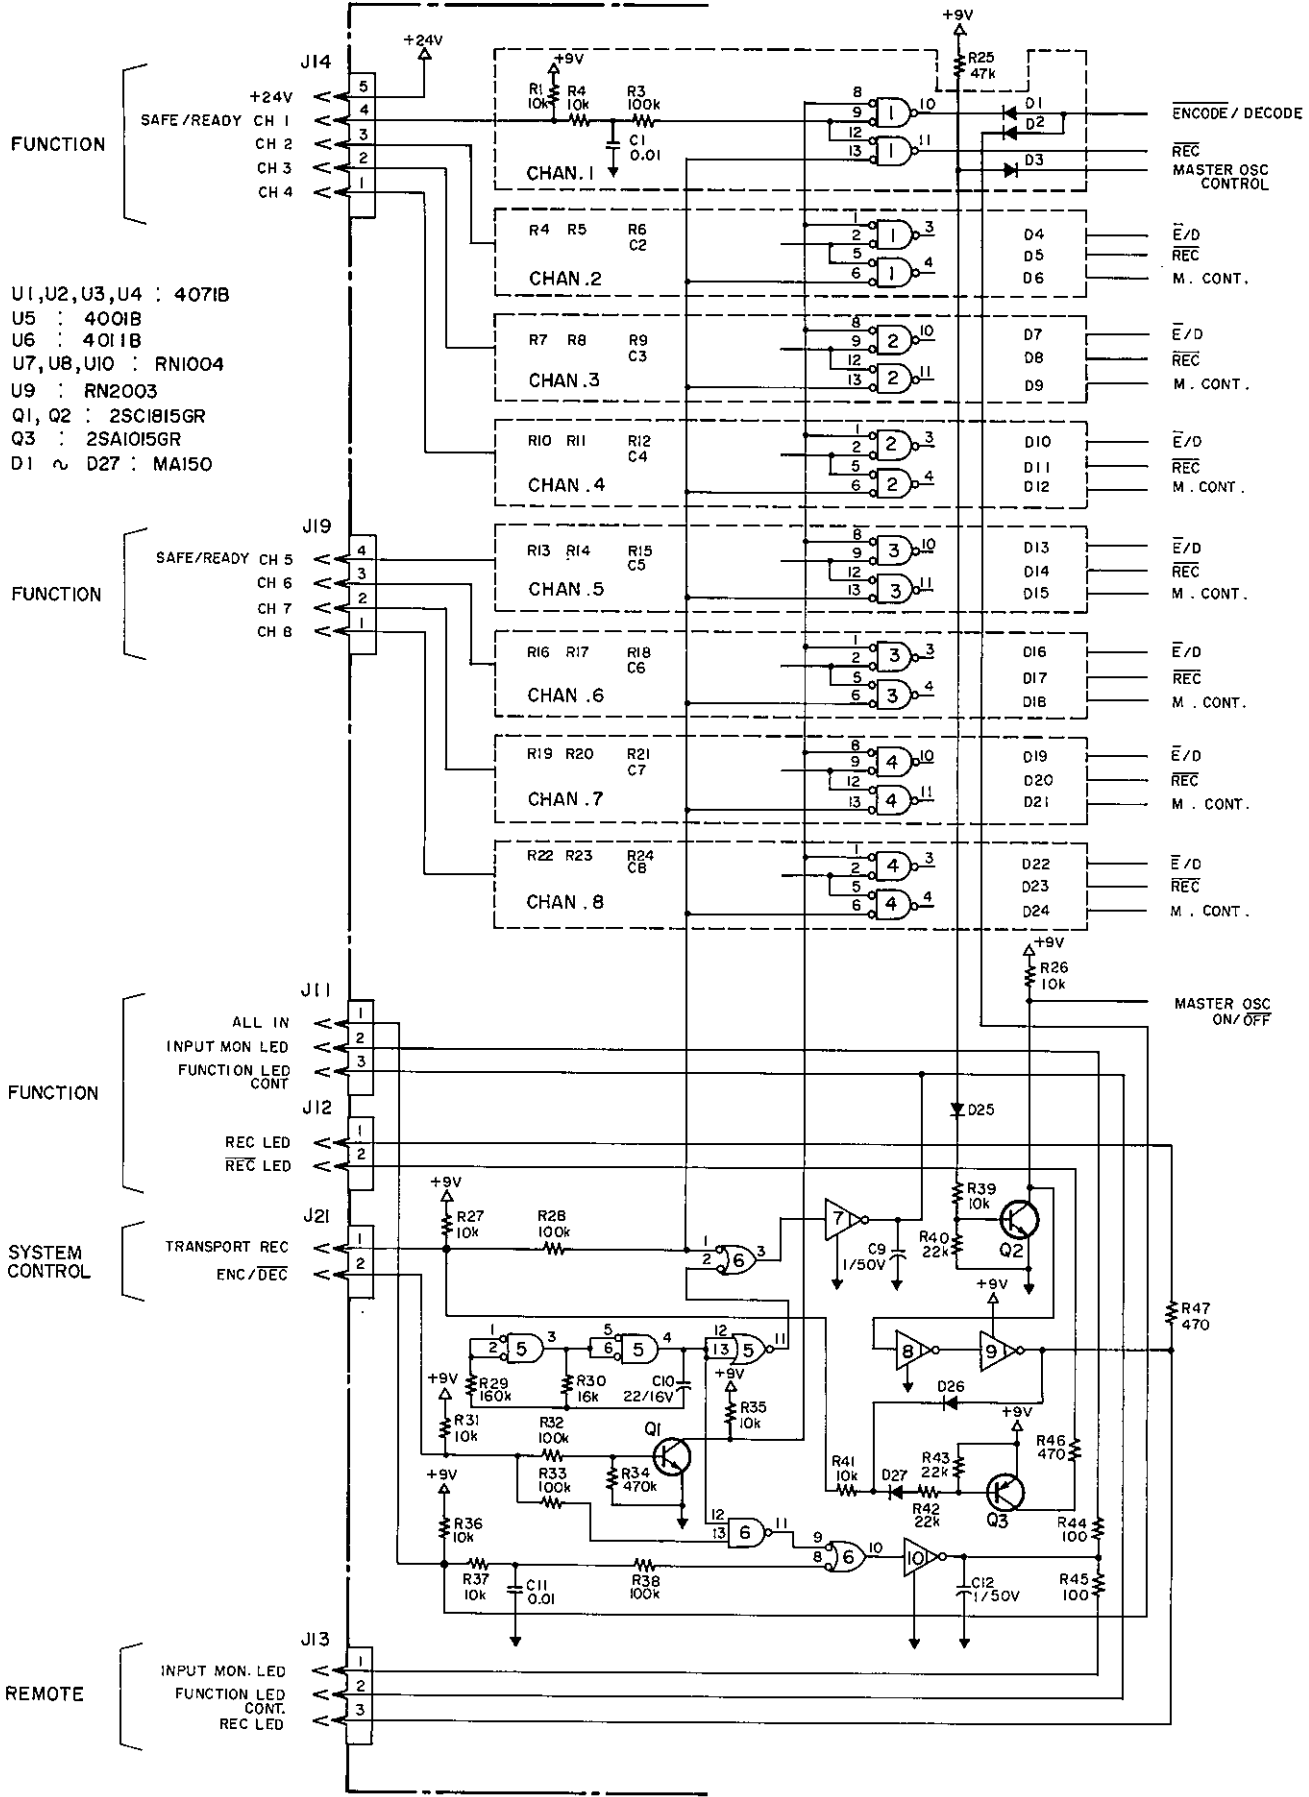 +9V
R25
47k
+24V
J14
FUNCTION
+24V
SAFE/READY CH 1
CH 2
CH 3
CH 4
5
4
3
2
1
+9V
R1
10k
R4
10k
R3
100k
C1
0.01
CHAN.1
8
9
1
10
12
13
1
11
D1
D2
D3
ENCODE/DECODE
REC
MASTER OSC
CONTROL
R4 R5 R6
C2
CHAN.2
1
2
1
3
5
6
1
4
D4
D5
D6
E/D
REC
M. CONT.
U1,U2,U3,U4 : 4071B
U5 : 4001B
U6 : 4011B
U7,U8,U10 : RN1004
U9 : RN2003
Q1, Q2 : 2SC1815GR
Q3 : 2SA1015GR
D1 ~ D27 : MA150
R7 R8 R9
C3
CHAN.3
8
9
2
10
12
13
2
11
D7
D8
D9
E/D
REC
M. CONT.
R10 R11 R12
C4
CHAN.4
1
2
2
3
5
6
2
4
D10
D11
D12
E/D
REC
M. CONT.
J19
FUNCTION
SAFE/READY CH 5
CH 6
CH 7
CH 8
4
3
2
1
R13 R14 R15
C5
CHAN.5
8
9
3
10
12
13
3
11
D13
D14
D15
E/D
REC
M. CONT.
R16 R17 R18
C6
CHAN.6
1
2
3
3
5
6
3
4
D16
D17
D18
E/D
REC
M. CONT.
R19 R20 R21
C7
CHAN.7
8
9
4
10
12
13
4
11
D19
D20
D21
E/D
REC
M. CONT.
R22 R23 R24
C8
CHAN.8
1
2
4
3
5
6
4
4
D22
D23
D24
E/D
REC
M. CONT.
+9V
R26
10k
MASTER OSC
ON/OFF
J11
FUNCTION
ALL IN
INPUT MON LED
FUNCTION LED
CONT
1
2
3
J12
REC LED
REC LED
1
2
D25
J21
SYSTEM
CONTROL
TRANSPORT REC
ENC/DEC
1
2
+9V
R27
10k
R28
100k
1
2
6
3
7
C9
1/50V
R39
10k
R40
22k
Q2
+9V
8
9
R47
470
1
2
5
3
5
6
5
4
12
13
5
11
R29
160k
R30
16k
C10
22/16V
+9V
R35
10k
D26
+9V
R31
10k
R32
100k
R33
100k
R34
470k
Q1
R41
10k
D27
R42
22k
R43
22k
+9V
Q3
R46
470
+9V
R36
10k
R37
10k
C11
0.01
R38
100k
12
13
6
11
9
8
6
10
10
C12
1/50V
R44
100
R45
100
J13
REMOTE
INPUT MON. LED
FUNCTION LED
CONT.
REC LED
1
2
3